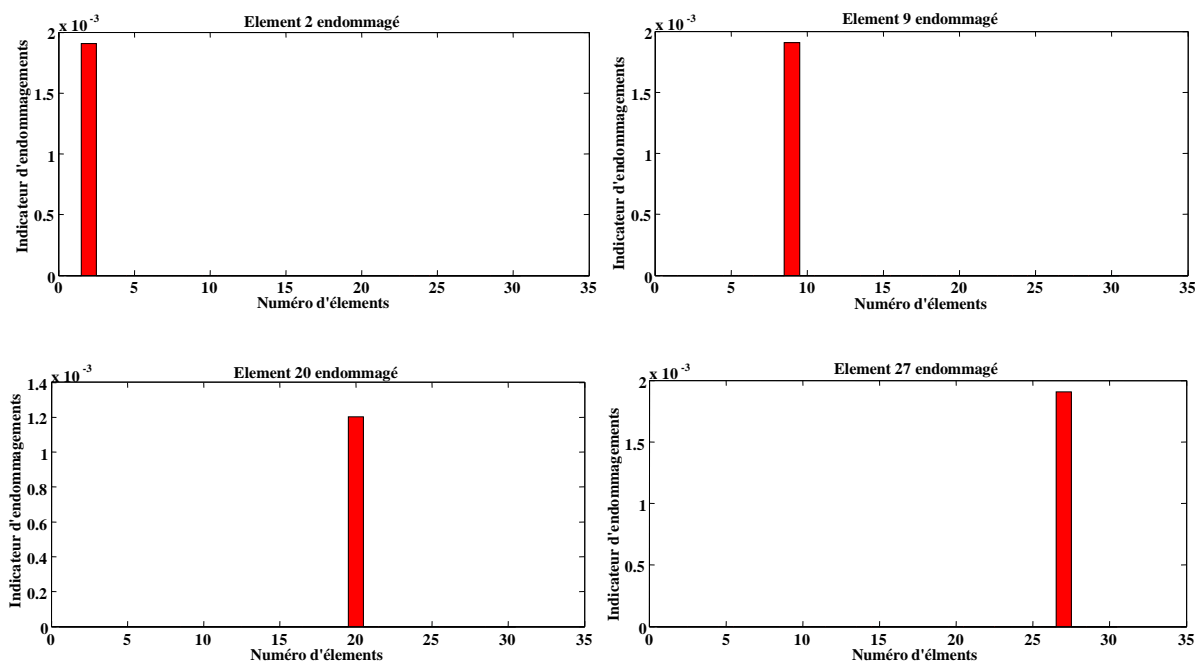 Element 2 endommagé
x 10 -3
Indicateur d'endommagements
2
1.5
1
0.5
0
0 5 10 15 20 25 30 35
Numéro d'élements
Element 9 endommagé
x 10 -3
Indicateur d'endommagements
2
1.5
1
0.5
0
0 5 10 15 20 25 30 35
Numéro d'élements
Element 20 endommagé
x 10 -3
Indicateur d'endommagements
1.4
1.2
1
0.8
0.6
0.4
0.2
0
0 5 10 15 20 25 30 35
Numéro d'élements
Element 27 endommagé
x 10 -3
Indicateur d'endommagements
2
1.5
1
0.5
0
0 5 10 15 20 25 30 35
Numéro d'élments